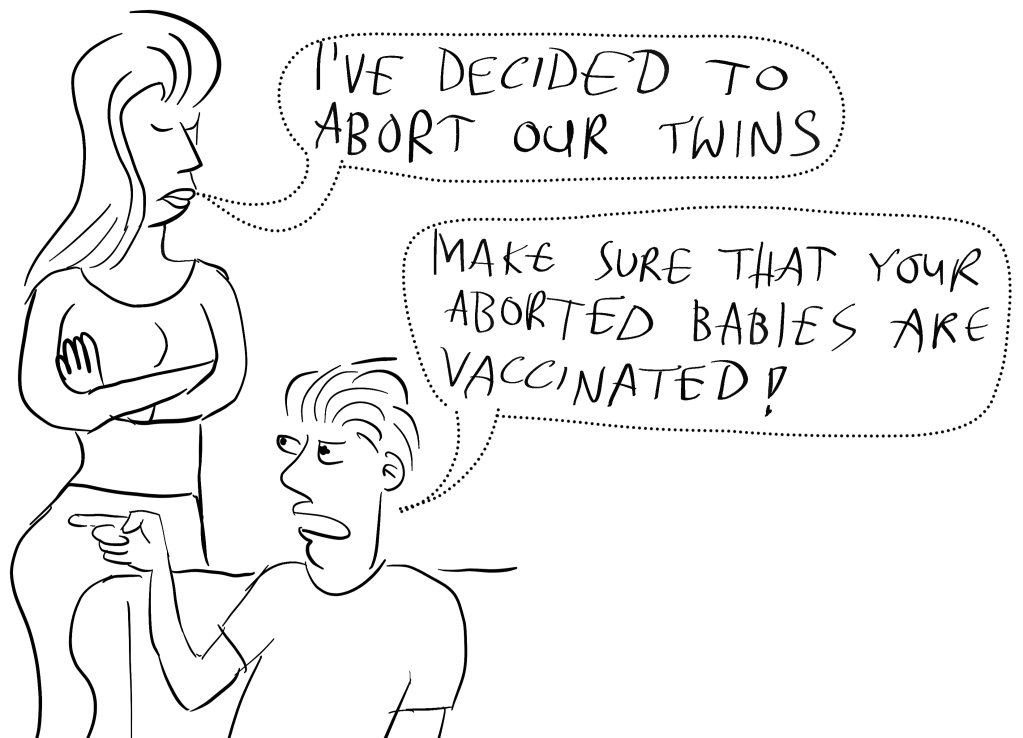 I'VE DECIDED TO
ABORT OUR TWINS
MAKE SURE THAT YOUR
ABORTED BABIES ARE
VACCINATED!